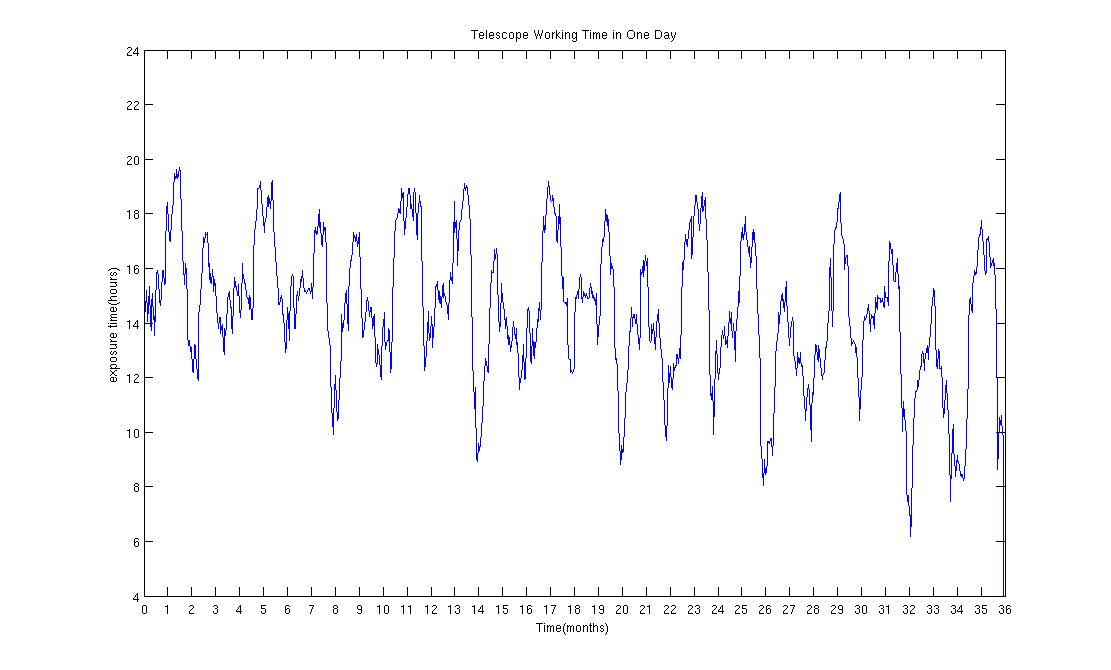 Telescope Working Time in One Day
24
22
20
18
16
14
12
10
8
6
4
exposure time(hours)
0 1 2 3 4 5 6 7 8 9 10 11 12 13 14 15 16 17 18 19 20 21 22 23 24 25 26 27 28 29 30 31 32 33 34 35 36
Time(months)